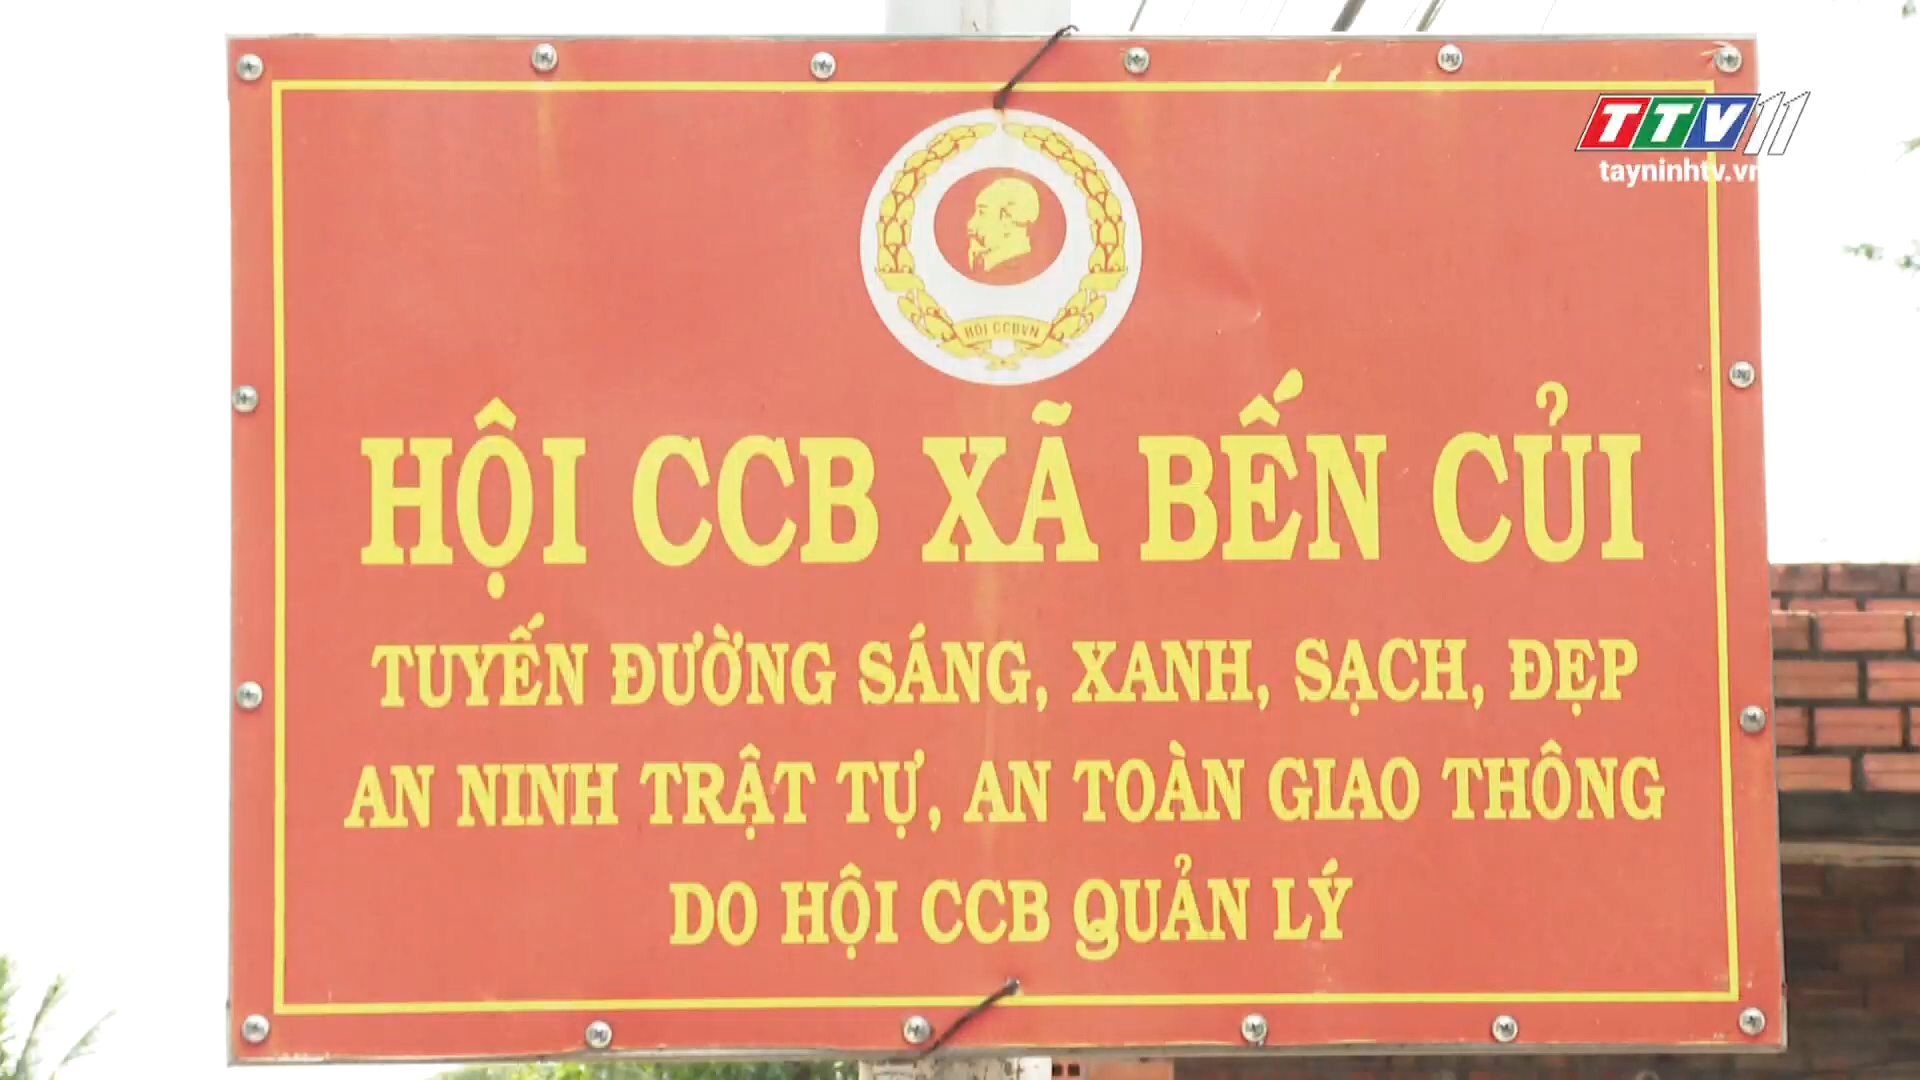 TTV11
tayninhtv.vn
HỘI CCBVN
HỘI CCB XÃ BẾN CỦI
TUYẾN ĐƯỜNG SÁNG, XANH, SẠCH, ĐẸP
AN NINH TRẬT TỰ, AN TOÀN GIAO THÔNG
DO HỘI CCB QUẢN LÝ